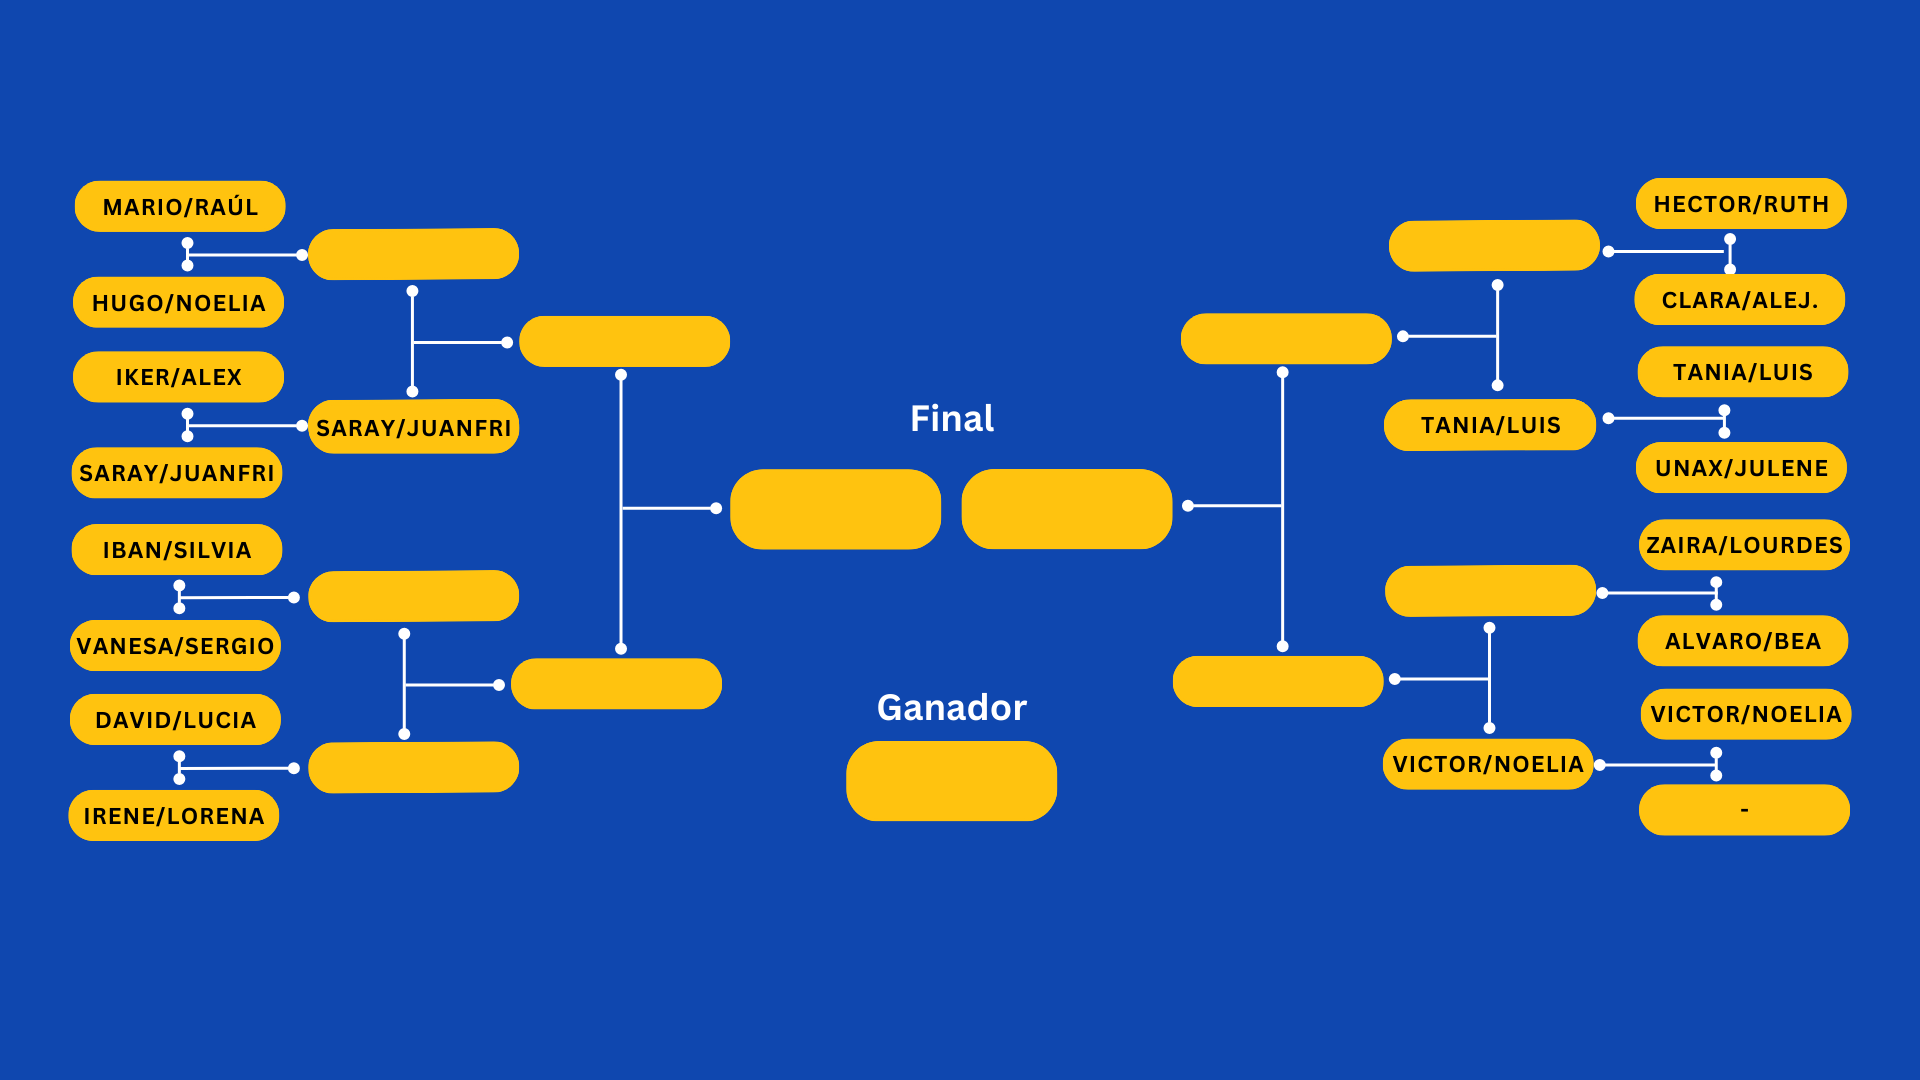 MARIO/RAÚL
HUGO/NOELIA
IKER/ALEX
SARAY/JUANFRI
SARAY/JUANFRI
IBAN/SILVIA
VANESA/SERGIO
DAVID/LUCIA
IRENE/LORENA
Final
Ganador
HECTOR/RUTH
CLARA/ALEJ.
TANIA/LUIS
TANIA/LUIS
UNAX/JULENE
ZAIRA/LOURDES
ALVARO/BEA
VICTOR/NOELIA
VICTOR/NOELIA
-